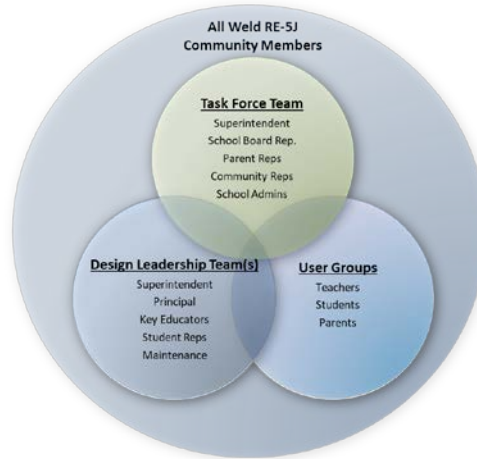 All Weld RE-5J
Community Members
Task Force Team
Superintendent
School Board Rep.
Parent Reps
Community Reps
School Admins
Design Leadership Team(s)
Superintendent
Principal
Key Educators
Student Reps
Maintenance
User Groups
Teachers
Students
Parents